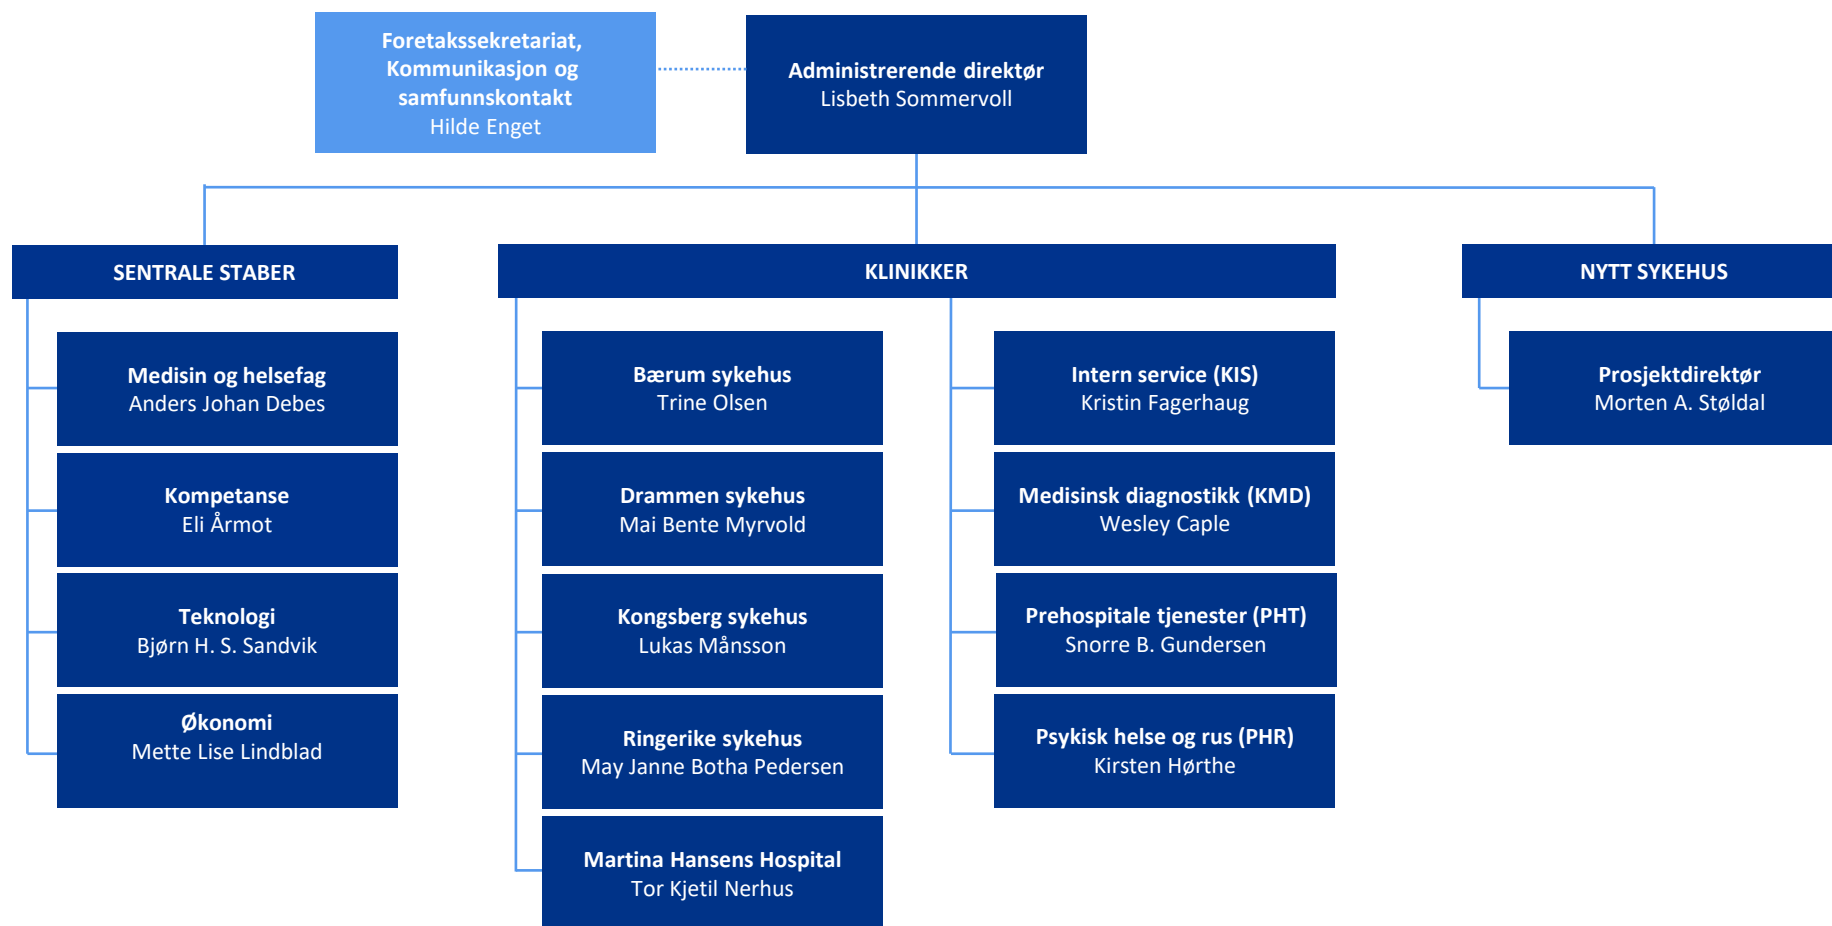 Foretakssekretariat,
Kommunikasjon og
samfunnskontakt
Hilde Enget
Administrerende direktør
Lisbeth Sommervoll
SENTRALE STABER
Medisin og helsefag
Anders Johan Debes
Kompetanse
Eli Årmot
Teknologi
Bjørn H. S. Sandvik
Økonomi
Mette Lise Lindblad
KLINIKKER
Bærum sykehus
Trine Olsen
Drammen sykehus
Mai Bente Myrvold
Kongsberg sykehus
Lukas Månsson
Ringerike sykehus
May Janne Botha Pedersen
Martina Hansens Hospital
Tor Kjetil Nerhus
Intern service (KIS)
Kristin Fagerhaug
Medisinsk diagnostikk (KMD)
Wesley Caple
Prehospitale tjenester (PHT)
Snorre B. Gundersen
Psykisk helse og rus (PHR)
Kirsten Hørthe
NYTT SYKEHUS
Prosjektdirektør
Morten A. Støldal